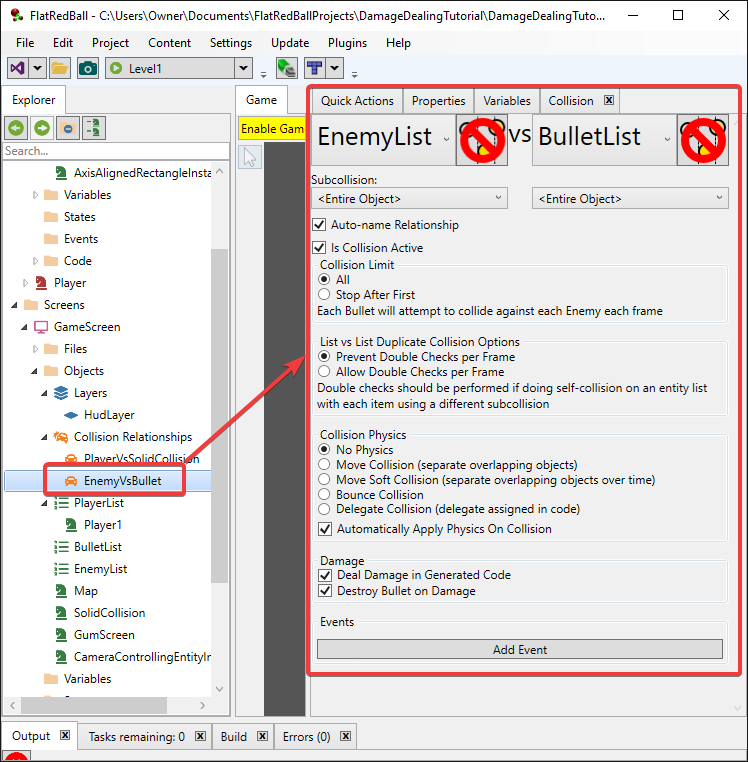 FlatRedBall - C:\Users\Owner\Documents\FlatRedBallProjects\DamageDealingTutorial\DamageDealingTuto...
File Edit Project Content Settings Update Plugins Help
Level1
Explorer
Search...
AxisAlignedRectangleInsta
Variables
States
Events
Code
Player
Screens
GameScreen
Files
Objects
Layers
HudLayer
Collision Relationships
PlayerVsSolidCollision
EnemyVsBullet
PlayerList
Player1
BulletList
EnemyList
Map
SolidCollision
GumScreen
CameraControllingEntityIn
Variables
Game
Enable Gam
Quick Actions Properties Variables Collision
EnemyList vs BulletList
Subcollision:
<Entire Object> <Entire Object>
Auto-name Relationship
Is Collision Active
Collision Limit
All
Stop After First
Each Bullet will attempt to collide against each Enemy each frame
List vs List Duplicate Collision Options
Prevent Double Checks per Frame
Allow Double Checks per Frame
Double checks should be performed if doing self-collision on an entity list
with each item using a different subcollision
Collision Physics
No Physics
Move Collision (separate overlapping objects)
Move Soft Collision (separate overlapping objects over time)
Bounce Collision
Delegate Collision (delegate assigned in code)
Automatically Apply Physics On Collision
Damage
Deal Damage in Generated Code
Destroy Bullet on Damage
Events
Add Event
Output Tasks remaining: 0 Build Errors (0)